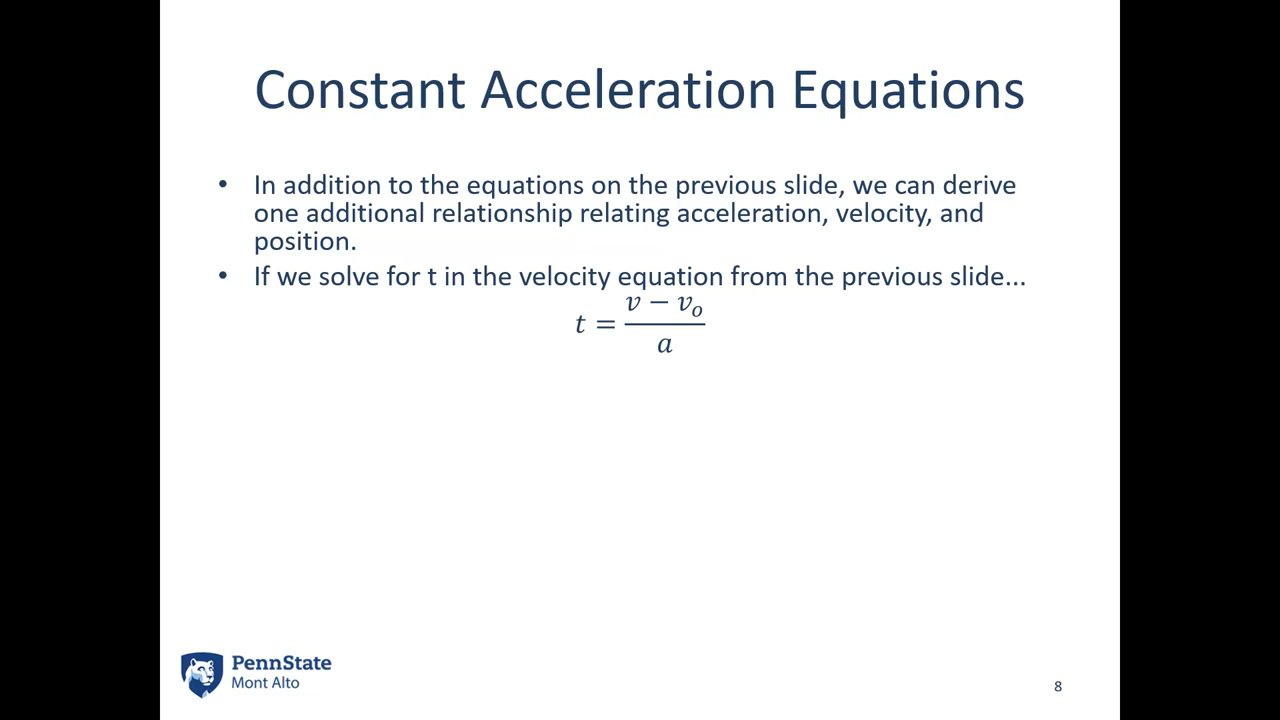 Constant Acceleration Equations
• In addition to the equations on the previous slide, we can derive
one additional relationship relating acceleration, velocity, and
position.
• If we solve for t in the velocity equation from the previous slide...
t = (v − vₒ)/a
PennState
Mont Alto
8